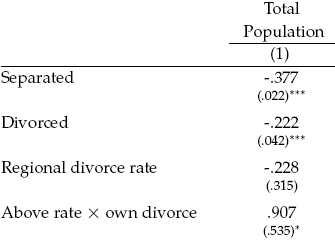 Total
Population
(1)
Separated -.377
(.022)***
Divorced -.222
(.042)***
Regional divorce rate -.228
(.315)
Above rate × own divorce .907
(.535)*